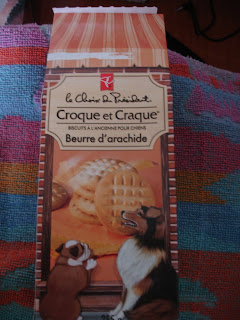 le Choix du Président
Croque et Craque
BISCUITS À L'ANCIENNE POUR CHIENS
Beurre d'arachide